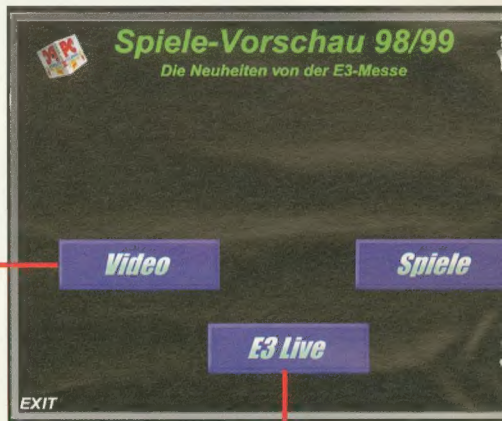 Spiele-Vorschau 98/99
Die Neuheiten von der E3-Messe
Video
Spiele
E3 Live
EXIT